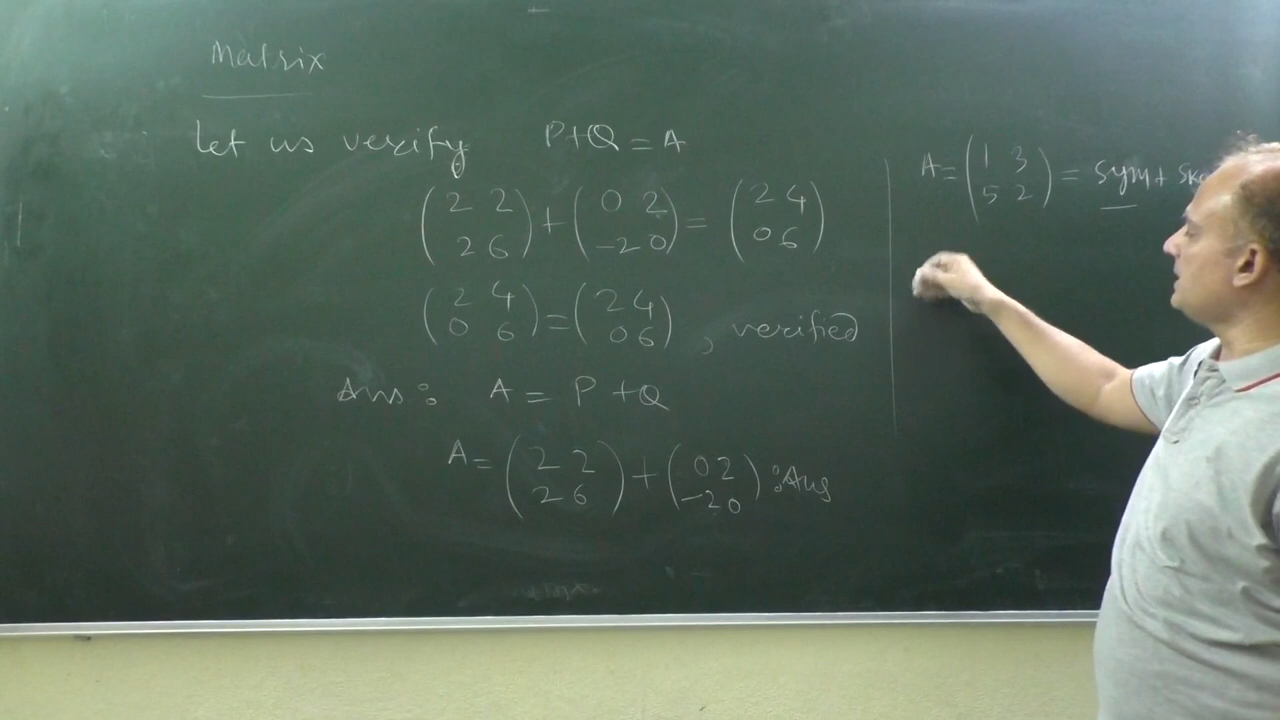 Matrix
Let us verify P+Q=A
(2 2
2 6) + (0 2
-2 0) = (2 4
0 6)
(2 4
0 6) = (2 4
0 6), verified
Ans: A = P+Q
A = (2 2
2 6) + (0 2
-2 0) :Ans
A = (1 3
5 2) = Sym + Ske